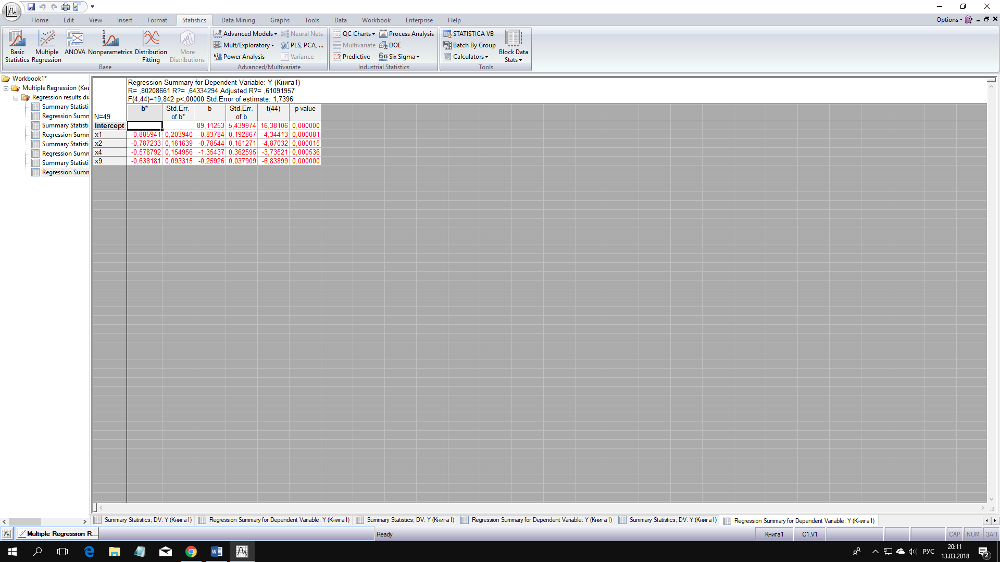 Home Edit View Insert Format Statistics Data Mining Graphs Tools Data Workbook Enterprise Help Options
Basic Statistics
Multiple Regression
ANOVA
Nonparametrics
Distribution Fitting
More Distributions
Base
Advanced Models
Mult/Exploratory
Power Analysis
Neural Nets
PLS, PCA, ...
Variance
Advanced/Multivariate
QC Charts
Multivariate
Predictive
Process Analysis
DOE
Six Sigma
Industrial Statistics
STATISTICA VB
Batch By Group
Calculators
Block Data Stats
Tools
Workbook1*
Multiple Regression (Кни
Regression results dia
Summary Statisti
Regression Summ
Summary Statisti
Regression Summ
Summary Statisti
Regression Summ
Summary Statisti
Regression Summ
Regression Summary for Dependent Variable: Y (Книга1)
R= ,80208661 R?= ,64334294 Adjusted R?= ,61091957
F(4,44)=19,842 p<,00000 Std.Error of estimate: 1,7396
N=49 b* Std.Err. of b* b Std.Err. of b t(44) p-value
Intercept 89,11253 5,439974 16,38106 0,000000
x1 -0,885941 0,203940 -0,83784 0,192867 -4,34413 0,000081
x2 -0,787233 0,161639 -0,78544 0,161271 -4,87032 0,000015
x4 -0,578792 0,154956 -1,35437 0,362595 -3,73521 0,000536
x9 -0,638181 0,093315 -0,25926 0,037909 -6,83899 0,000000
Summary Statistics; DV: Y (Книга1) Regression Summary for Dependent Variable: Y (Книга1) Summary Statistics; DV: Y (Книга1) Regression Summary for Dependent Variable: Y (Книга1) Summary Statistics; DV: Y (Книга1) Regression Summary for Dependent Variable: Y (Книга1)
Multiple Regression R... Ready Книга1 C1,V1 CAP NUM ЗАП
РУС 20:11
13.03.2018 2